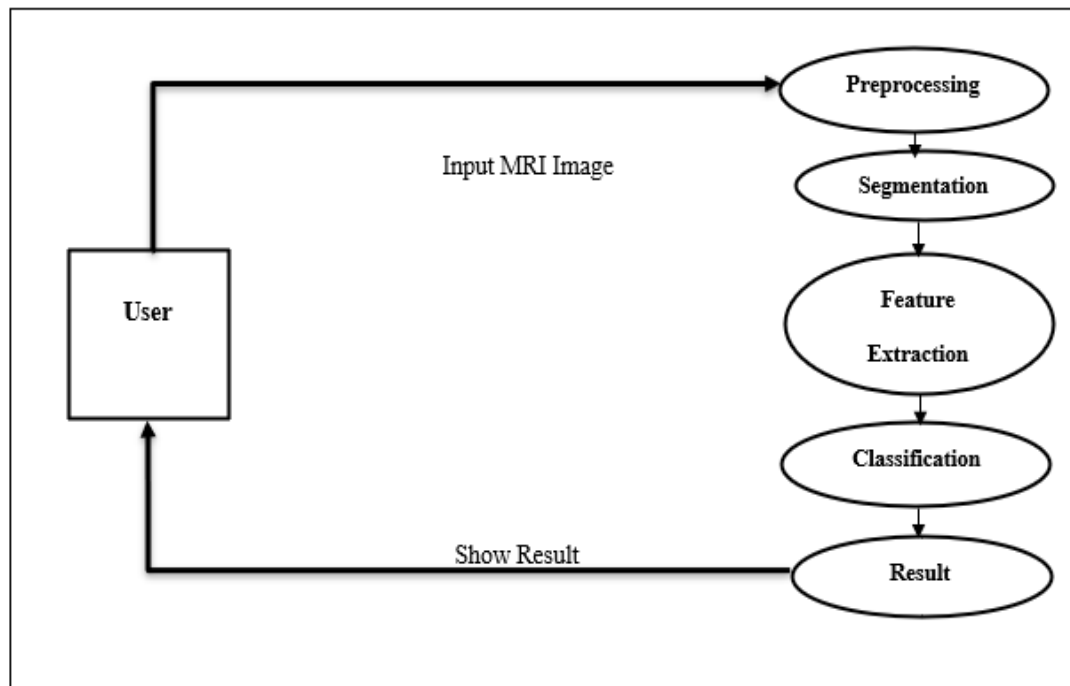 Preprocessing
Input MRI Image
Segmentation
User
Feature
Extraction
Classification
Show Result
Result